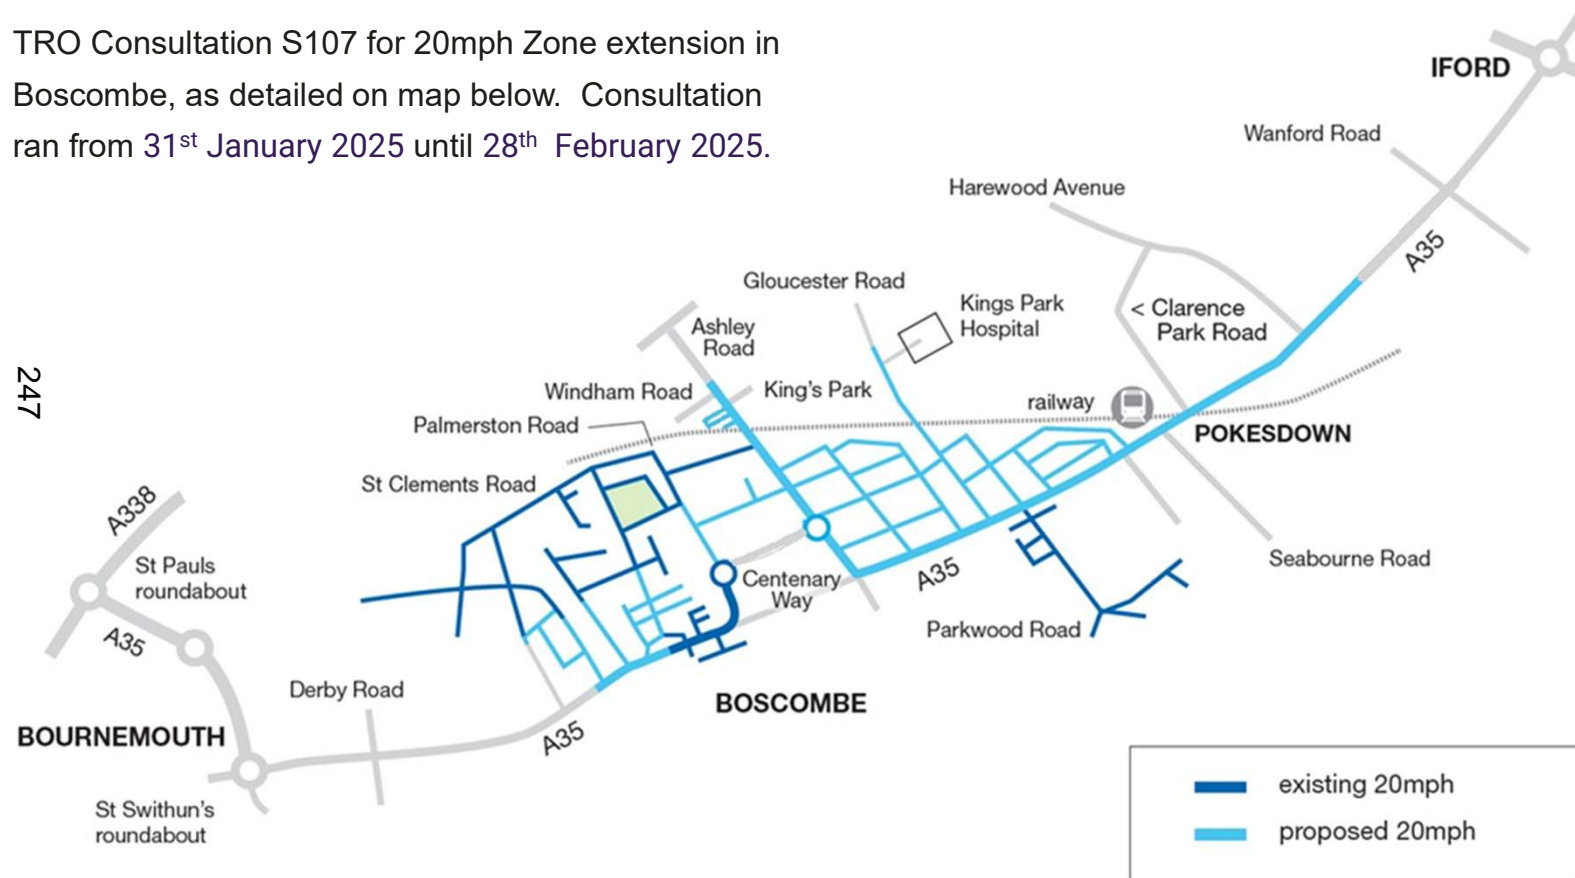 TRO Consultation S107 for 20mph Zone extension in
Boscombe, as detailed on map below. Consultation
ran from 31st January 2025 until 28th February 2025.
IFORD
Wanford Road
Harewood Avenue
A35
Gloucester Road
Kings Park
Hospital
< Clarence
Park Road
Ashley
Road
Windham Road
King's Park
railway
Palmerston Road
POKESDOWN
247
St Clements Road
A338
St Pauls
roundabout
Centenary
Way
A35
Seabourne Road
A35
Parkwood Road
Derby Road
BOSCOMBE
BOURNEMOUTH
A35
St Swithun's
roundabout
existing 20mph
proposed 20mph